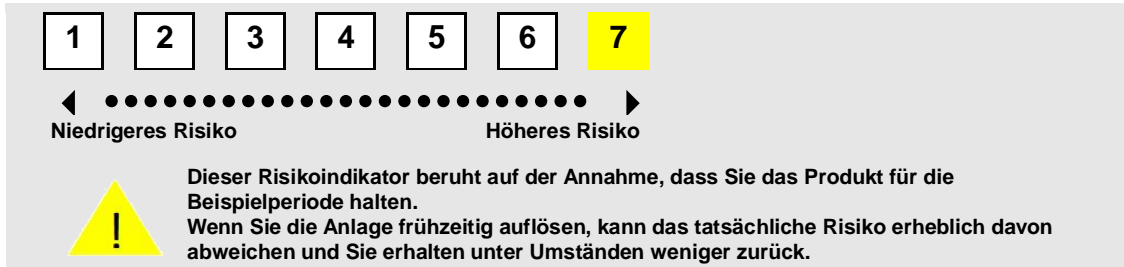 1 2 3 4 5 6 7
Niedrigeres Risiko Höheres Risiko
Dieser Risikoindikator beruht auf der Annahme, dass Sie das Produkt für die
Beispielperiode halten.
Wenn Sie die Anlage frühzeitig auflösen, kann das tatsächliche Risiko erheblich davon
abweichen und Sie erhalten unter Umständen weniger zurück.
!